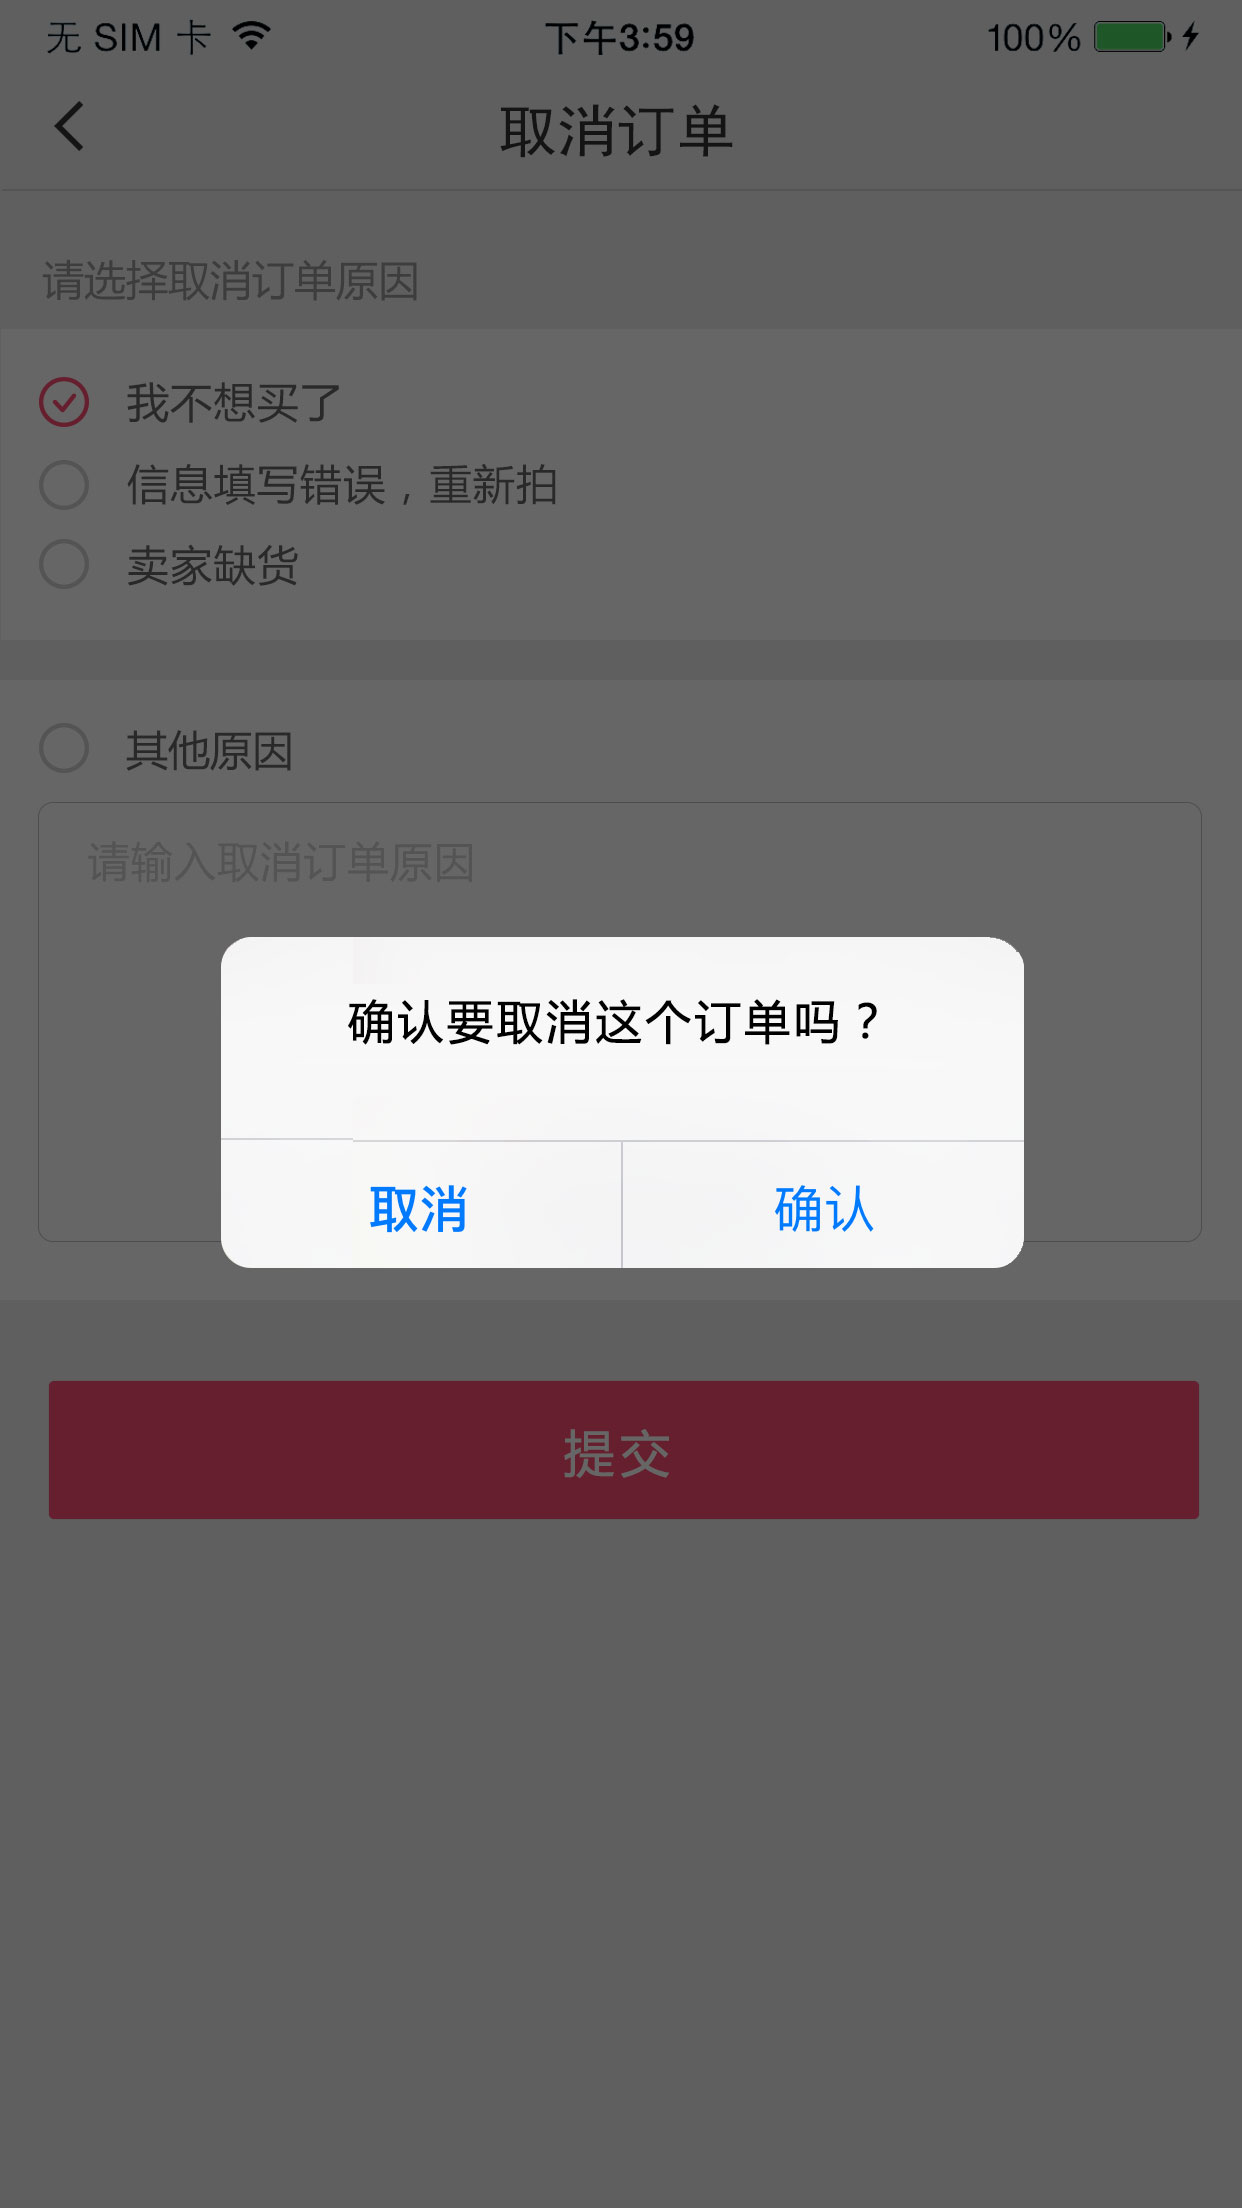 无 SIM 卡 下午3:59 100%
取消订单
请选择取消订单原因
我不想买了
信息填写错误，重新拍
卖家缺货
其他原因
请输入取消订单原因
确认要取消这个订单吗？
取消 确认
提交